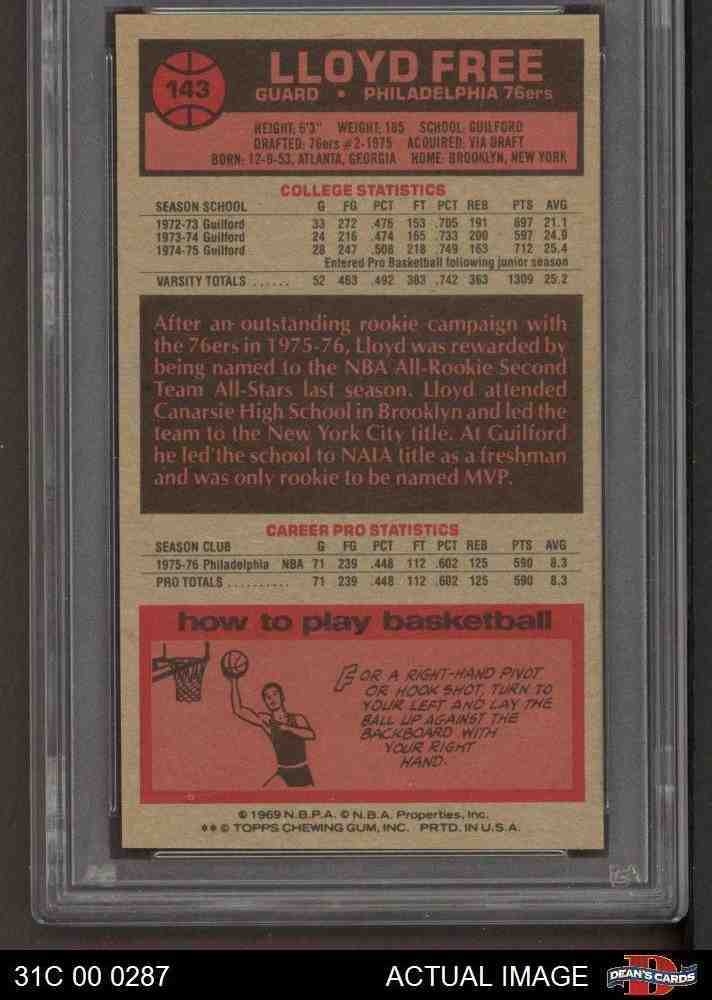 143
LLOYD FREE
GUARD • PHILADELPHIA 76ers
HEIGHT: 6'3" WEIGHT: 185 SCHOOL: GUILFORD
DRAFTED: 76ers #2-1975 ACQUIRED: VIA DRAFT
BORN: 12-9-53, ATLANTA, GEORGIA HOME: BROOKLYN, NEW YORK
COLLEGE STATISTICS
SEASON SCHOOL G FG PCT FT PCT REB PTS AVG
1972-73 Guilford 33 272 .476 153 .705 191 697 21.1
1973-74 Guilford 24 216 .474 165 .733 200 597 24.9
1974-75 Guilford 28 247 .508 218 .749 163 712 25.4
Entered Pro Basketball following junior season
VARSITY TOTALS ...... 52 463 .492 383 .742 363 1309 25.2
After an outstanding rookie campaign with
the 76ers in 1975-76, Lloyd was rewarded by
being named to the NBA All-Rookie Second
Team All-Stars last season. Lloyd attended
Canarsie High School in Brooklyn and led the
team to the New York City title. At Guilford
he led the school to NAIA title as a freshman
and was only rookie to be named MVP.
CAREER PRO STATISTICS
SEASON CLUB G FG PCT FT PCT REB PTS AVG
1975-76 Philadelphia NBA 71 239 .448 112 .602 125 590 8.3
PRO TOTALS .......... 71 239 .448 112 .602 125 590 8.3
how to play basketball
FOR A RIGHT-HAND PIVOT
OR HOOK SHOT, TURN TO
YOUR LEFT AND LAY THE
BALL UP AGAINST THE
BACKBOARD WITH
YOUR RIGHT
HAND.
© 1969 N.B.P.A. © N.B.A. Properties, Inc.
** © TOPPS CHEWING GUM, INC. PRTD. IN U.S.A.
31C 00 0287
ACTUAL IMAGE
DEAN'S CARDS